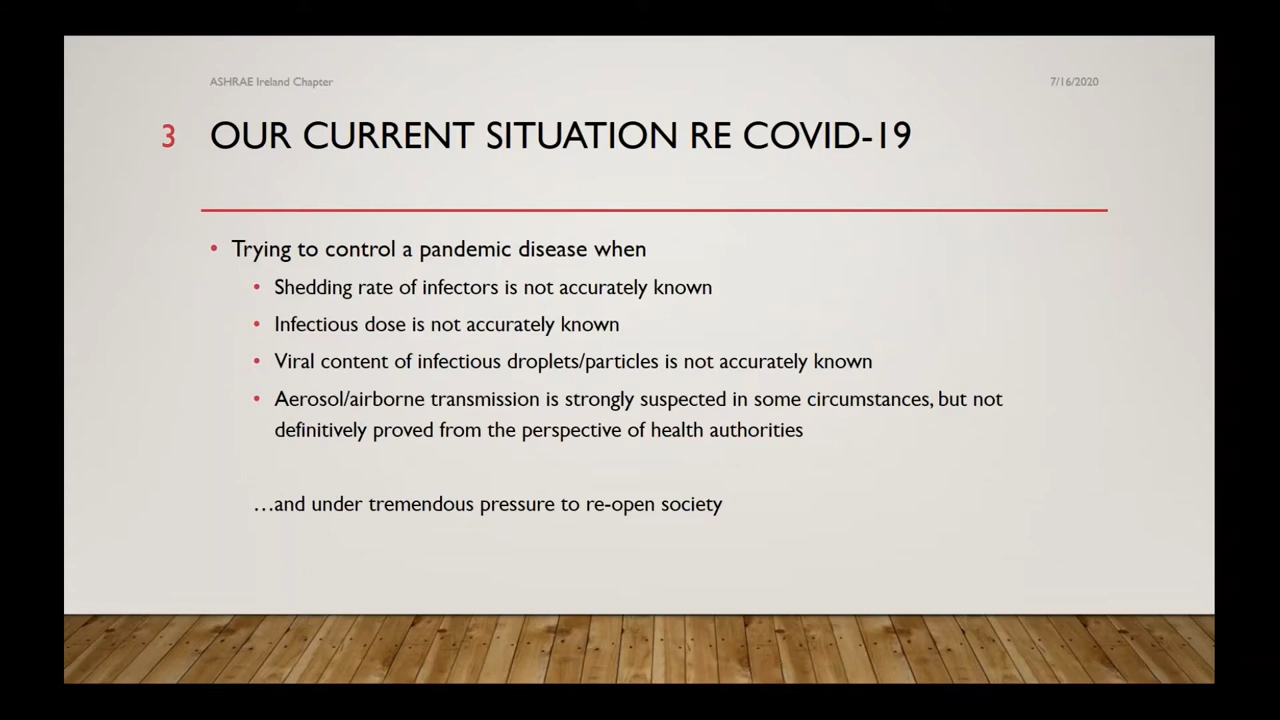 ASHRAE Ireland Chapter
7/16/2020
3
OUR CURRENT SITUATION RE COVID-19
• Trying to control a pandemic disease when
• Shedding rate of infectors is not accurately known
• Infectious dose is not accurately known
• Viral content of infectious droplets/particles is not accurately known
• Aerosol/airborne transmission is strongly suspected in some circumstances, but not
definitively proved from the perspective of health authorities
…and under tremendous pressure to re-open society